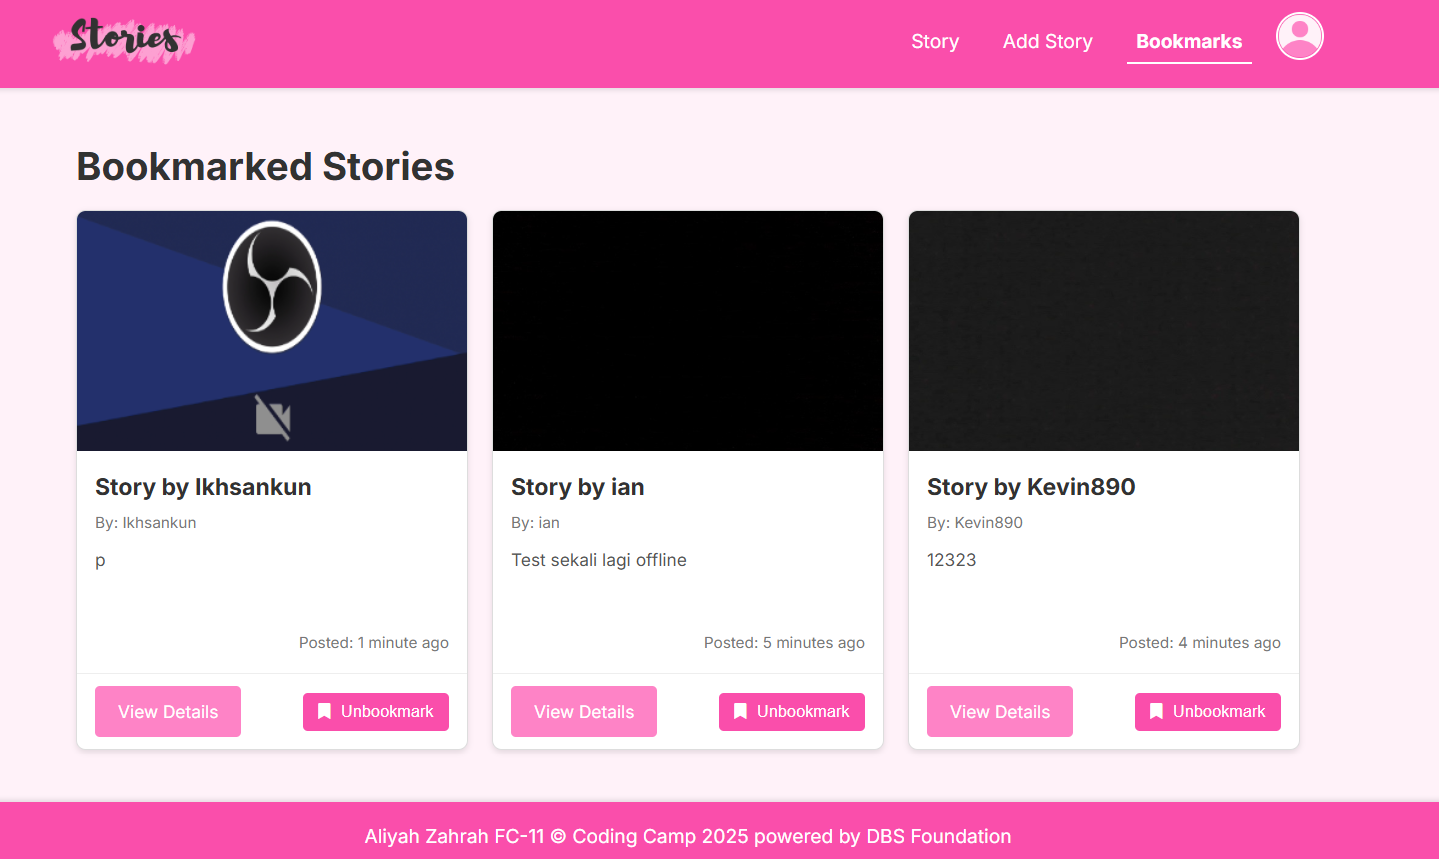 Stories
Story
Add Story
Bookmarks
Bookmarked Stories
Story by Ikhsankun
By: Ikhsankun
p
Posted: 1 minute ago
View Details
Unbookmark
Story by ian
By: ian
Test sekali lagi offline
Posted: 5 minutes ago
View Details
Unbookmark
Story by Kevin890
By: Kevin890
12323
Posted: 4 minutes ago
View Details
Unbookmark
Aliyah Zahrah FC-11 © Coding Camp 2025 powered by DBS Foundation